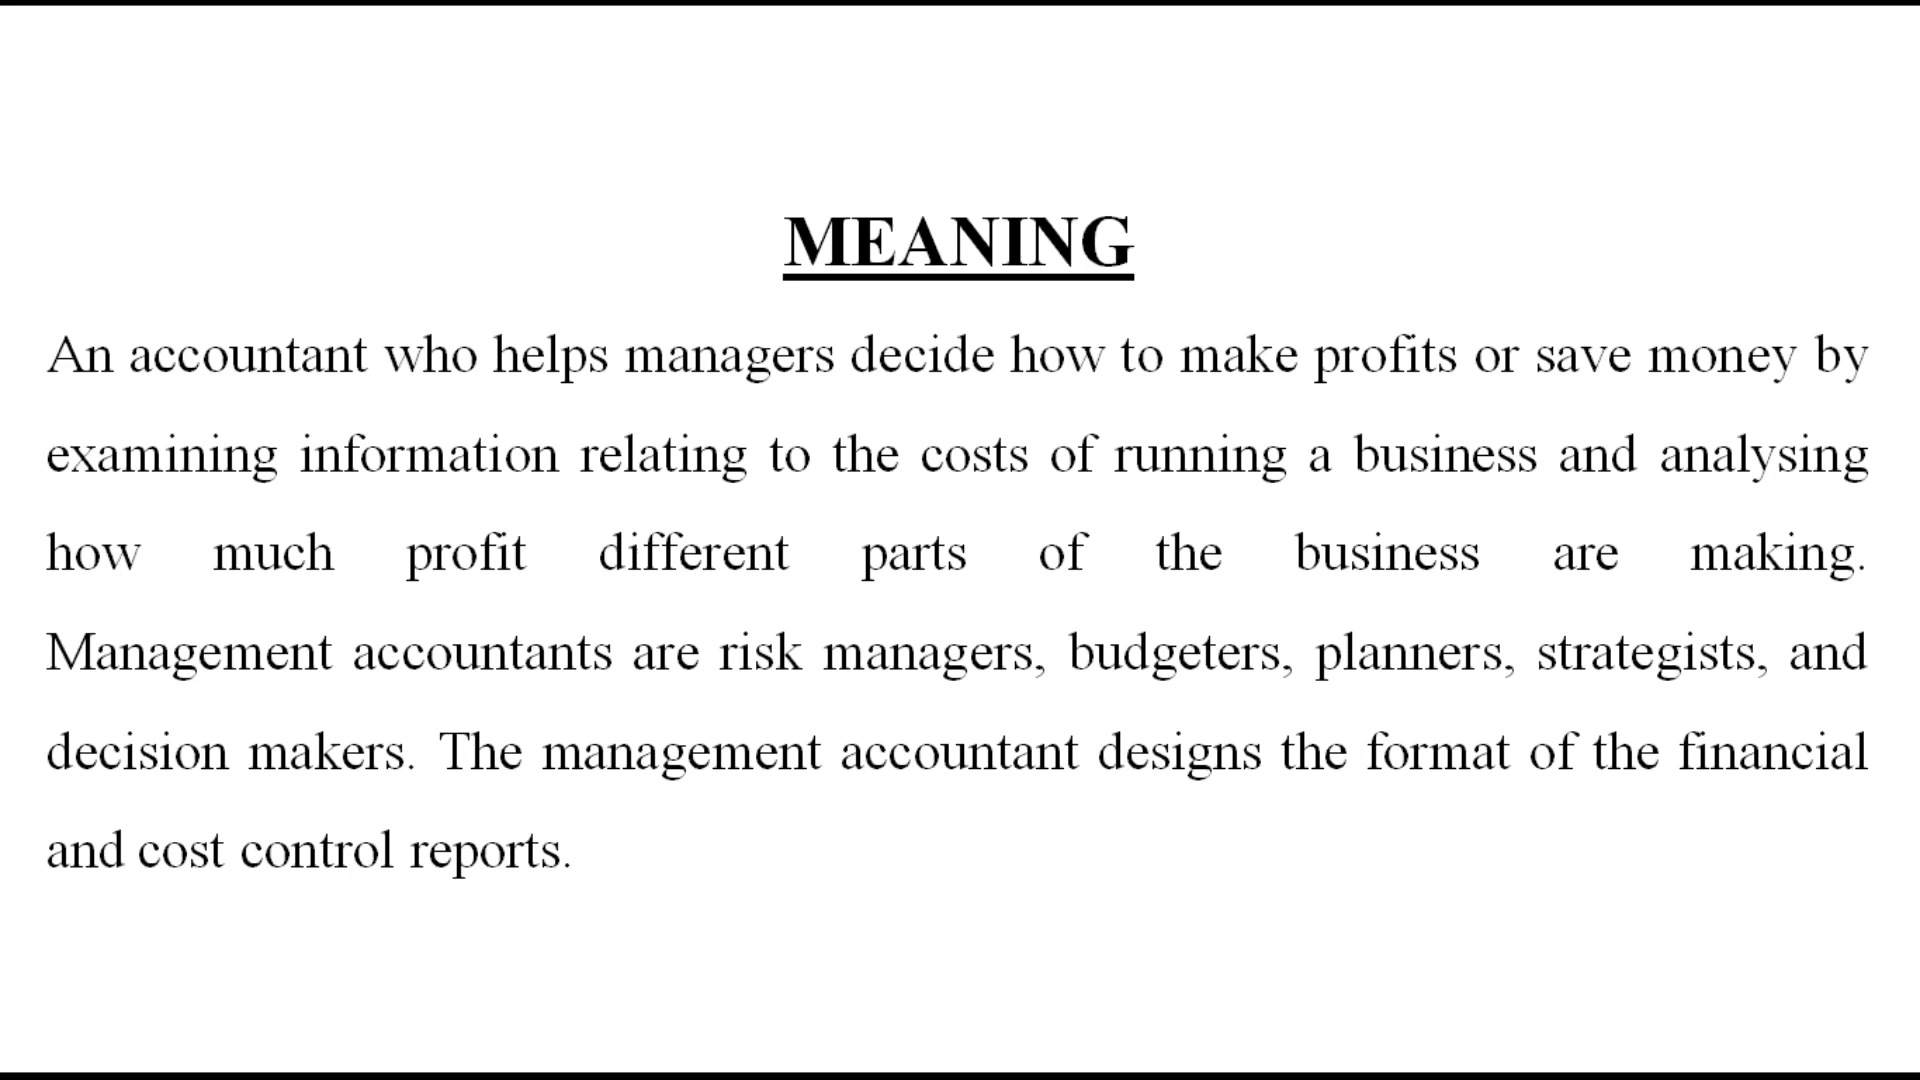 MEANING
An accountant who helps managers decide how to make profits or save money by
examining information relating to the costs of running a business and analysing
how much profit different parts of the business are making.
Management accountants are risk managers, budgeters, planners, strategists, and
decision makers. The management accountant designs the format of the financial
and cost control reports.